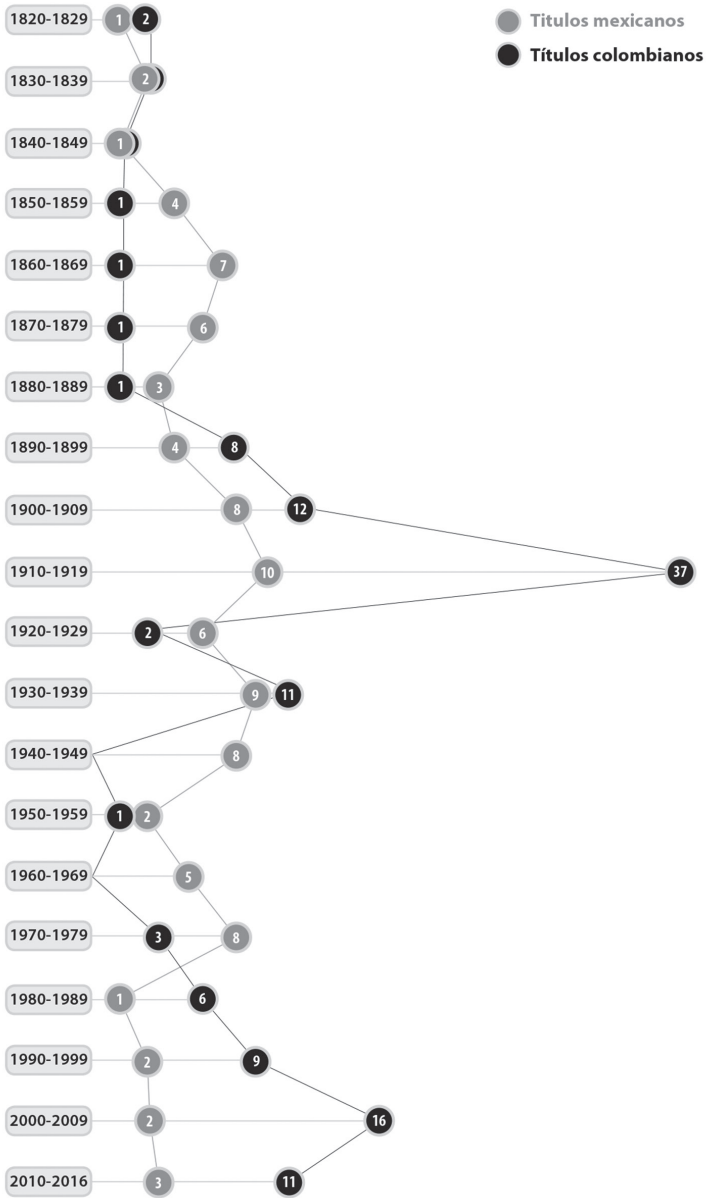 Titulos mexicanos
Títulos colombianos
1820-1829 1 2
1830-1839 2
1840-1849 1
1850-1859 1 4
1860-1869 1 7
1870-1879 1 6
1880-1889 1 3
1890-1899 4 8
1900-1909 8 12
1910-1919 10 37
1920-1929 2 6
1930-1939 9 11
1940-1949 8
1950-1959 1 2
1960-1969 5
1970-1979 3 8
1980-1989 1 6
1990-1999 2 9
2000-2009 2 16
2010-2016 3 11